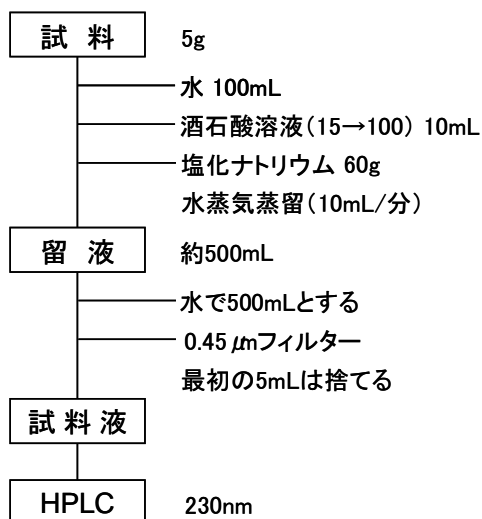 試 料 5g
水 100mL
酒石酸溶液(15→100) 10mL
塩化ナトリウム 60g
水蒸気蒸留(10mL/分)
留 液 約500mL
水で500mLとする
0.45μmフィルター
最初の5mLは捨てる
試 料 液
HPLC 230nm